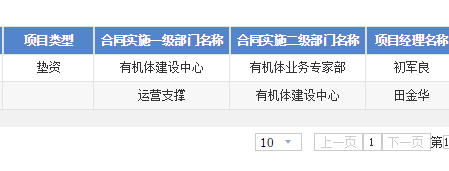 项目类型 合同实施一级部门名称 合同实施二级部门名称 项目经理名称
垫资 有机体建设中心 有机体业务专家部 初军良
运营支撑 有机体建设中心 田金华
10 上一页 1 下一页 第1